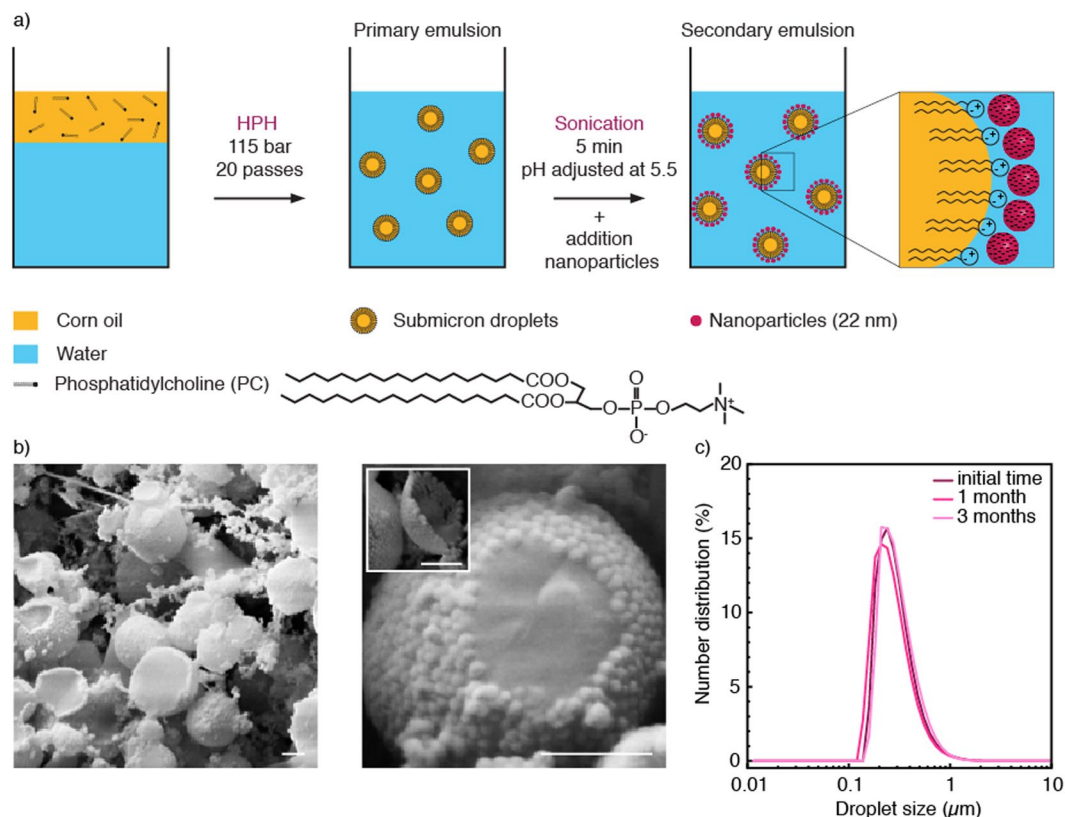 a)
Primary emulsion
Secondary emulsion
HPH
115 bar
20 passes
Sonication
5 min
pH adjusted at 5.5
+
addition
nanoparticles
+
-
+
-
+
-
+
-
+
-
+
-
Corn oil
Submicron droplets
Nanoparticles (22 nm)
Water
Phosphatidylcholine (PC)
O
COO
COO
O-P-O
N+
O-
b)
c)
20
15
10
5
0
Number distribution (%)
initial time
1 month
3 months
0.01
0.1
1
10
Droplet size (μm)